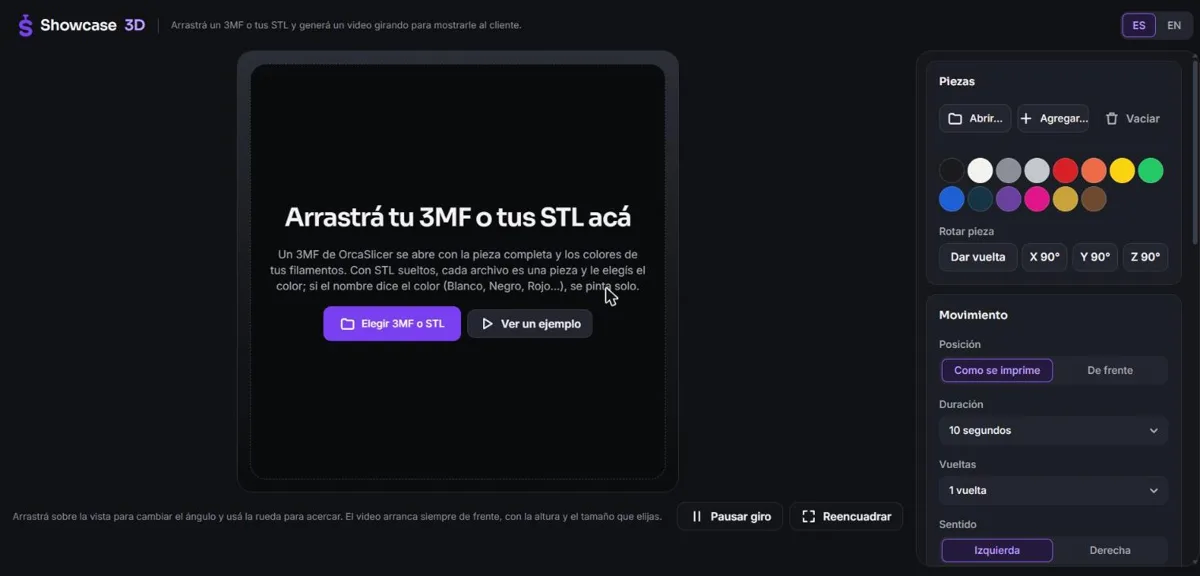 Showcase 3D
Arrastrá un 3MF o tus STL y generá un video girando para mostrarle al cliente.
ES
EN
Arrastrá tu 3MF o tus STL acá
Un 3MF de OrcaSlicer se abre con la pieza completa y los colores de
tus filamentos. Con STL sueltos, cada archivo es una pieza y le elegís el
color; si el nombre dice el color (Blanco, Negro, Rojo...), se pinta solo.
Elegir 3MF o STL
Ver un ejemplo
Arrastrá sobre la vista para cambiar el ángulo y usá la rueda para acercar. El video arranca siempre de frente, con la altura y el tamaño que elijas.
Pausar giro
Reencuadrar
Piezas
Abrir...
Agregar...
Vaciar
Rotar pieza
Dar vuelta
X 90°
Y 90°
Z 90°
Movimiento
Posición
Como se imprime
De frente
Duración
10 segundos
Vueltas
1 vuelta
Sentido
Izquierda
Derecha